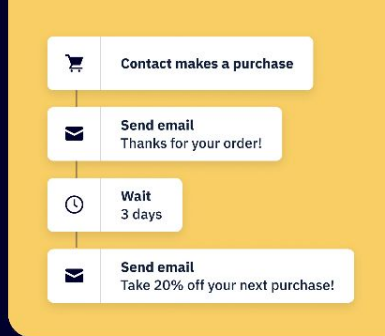 Contact makes a purchase
Send email
Thanks for your order!
Wait
3 days
Send email
Take 20% off your next purchase!